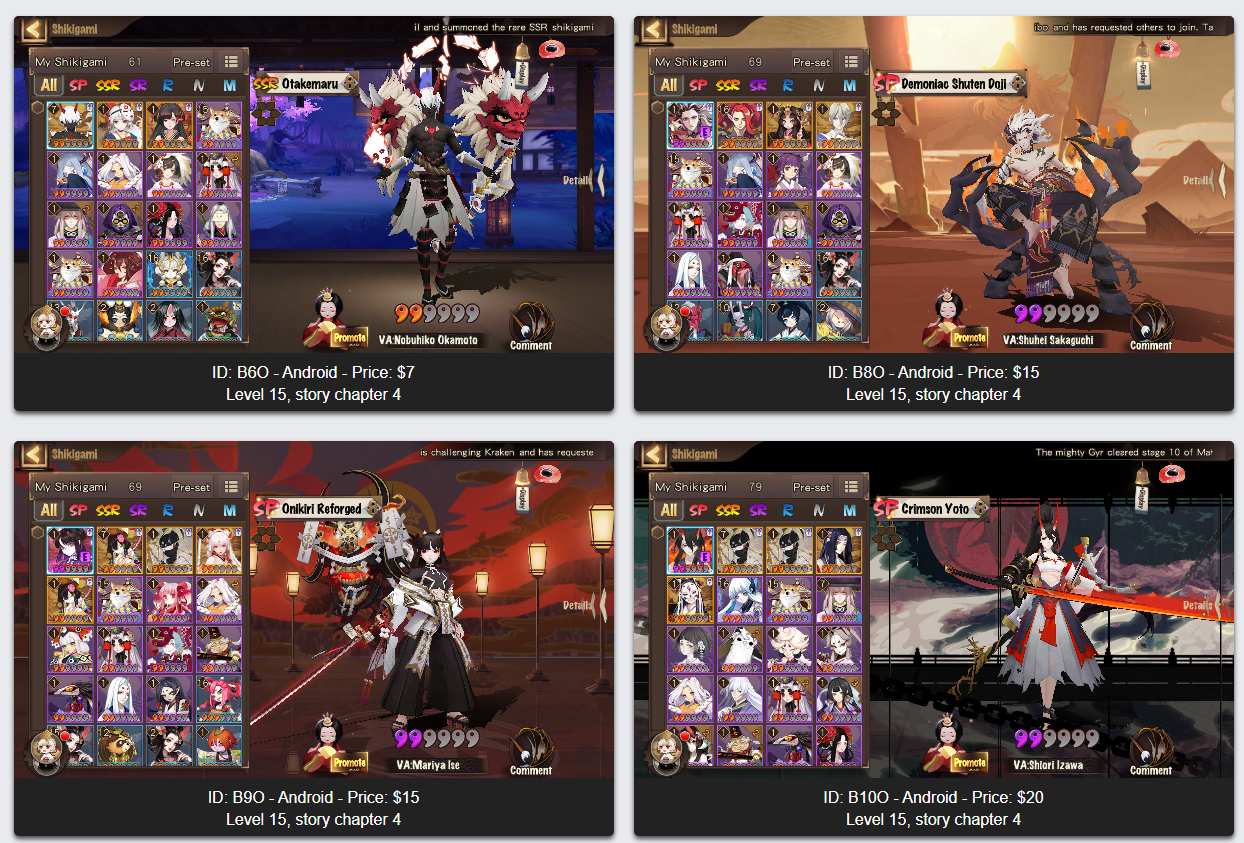 Shikigami
il and summoned the rare SSR shikigami
My Shikigami 61 Pre-set
All SP SSR SR R N M
SSR Otakemaru
Display
Details
Promote
VA:Nobuhiko Okamoto
Comment
ID: B6O - Android - Price: $7
Level 15, story chapter 4
Shikigami
ibo and has requested others to join. Ta
My Shikigami 69 Pre-set
All SP SSR SR R N M
SP Demoniac Shuten Doji
Display
Details
Promote
VA:Shuhei Sakaguchi
Comment
ID: B8O - Android - Price: $15
Level 15, story chapter 4
Shikigami
is challenging Kraken and has requeste
My Shikigami 69 Pre-set
All SP SSR SR R N M
SP Onikiri Reforged
Display
Details
Promote
VA:Mariya Ise
Comment
ID: B9O - Android - Price: $15
Level 15, story chapter 4
Shikigami
The mighty Gyr cleared stage 10 of Mar
My Shikigami 79 Pre-set
All SP SSR SR R N M
SP Crimson Yoto
Display
Details
Promote
VA:Shiori Izawa
Comment
ID: B10O - Android - Price: $20
Level 15, story chapter 4